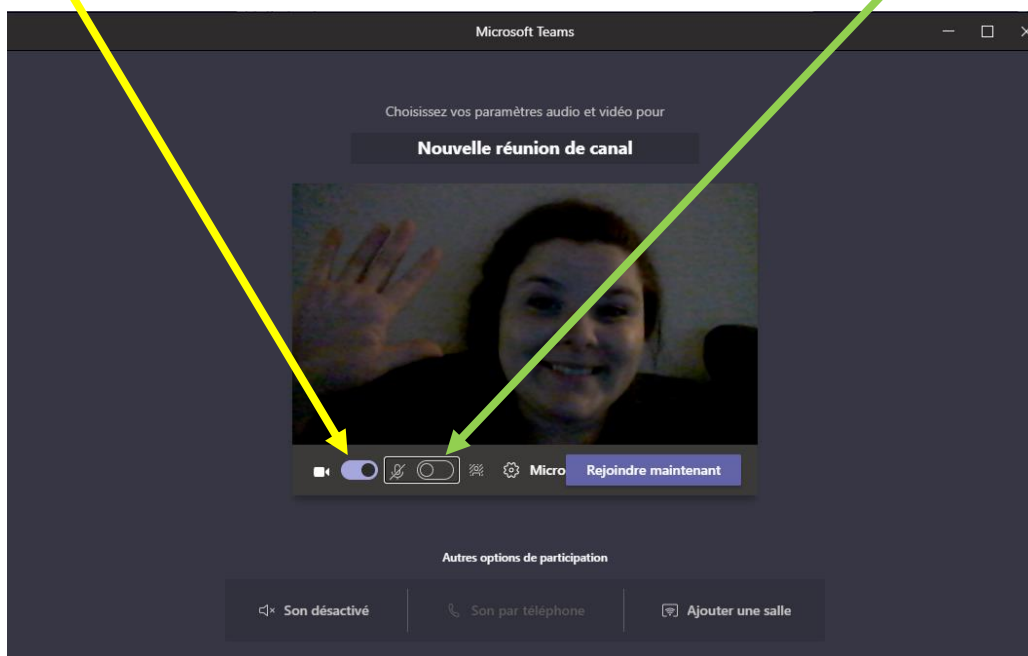 Microsoft Teams
Choisissez vos paramètres audio et vidéo pour
Nouvelle réunion de canal
Micro Rejoindre maintenant
Autres options de participation
Son désactivé Son par téléphone Ajouter une salle